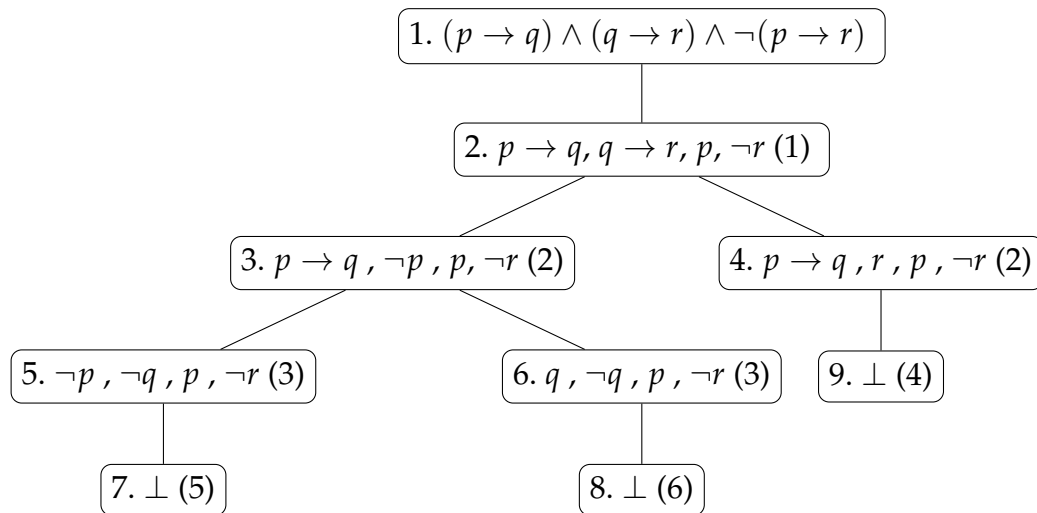 1. (p → q) ∧ (q → r) ∧ ¬(p → r)
2. p → q, q → r, p, ¬r (1)
3. p → q , ¬p , p, ¬r (2)
4. p → q , r , p , ¬r (2)
5. ¬p , ¬q , p , ¬r (3)
6. q , ¬q , p , ¬r (3)
9. ⊥ (4)
7. ⊥ (5)
8. ⊥ (6)